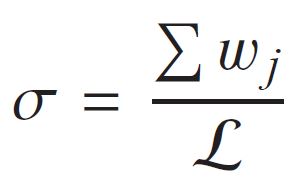 σ = ∑ w_j / ℒ